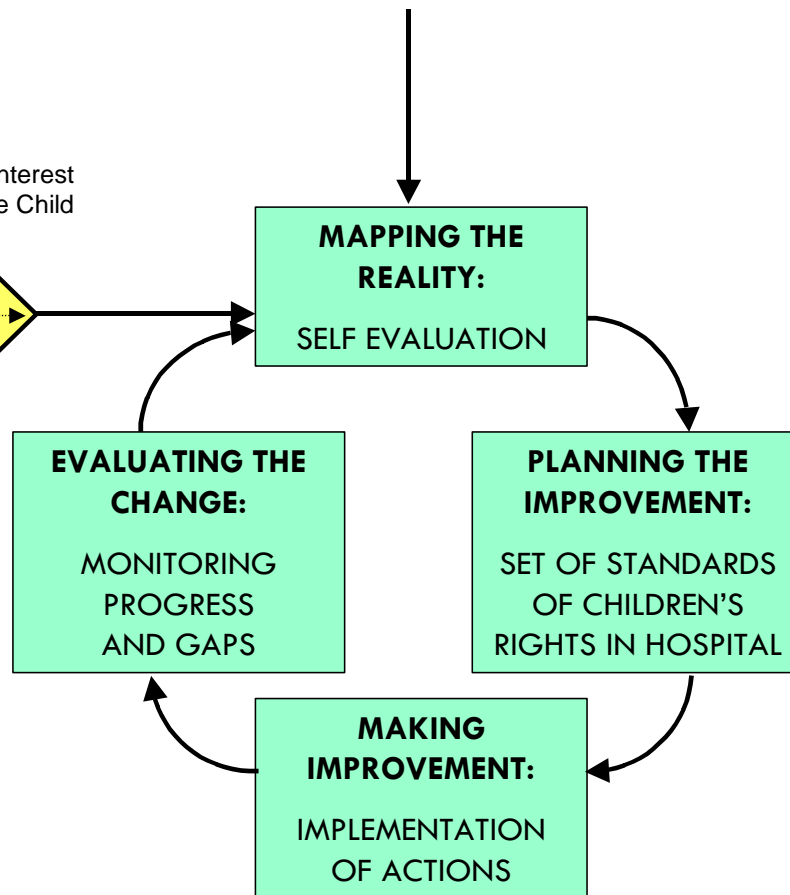 nterest
e Child
MAPPING THE
REALITY:
SELF EVALUATION
EVALUATING THE
CHANGE:
MONITORING
PROGRESS
AND GAPS
PLANNING THE
IMPROVEMENT:
SET OF STANDARDS
OF CHILDREN’S
RIGHTS IN HOSPITAL
MAKING
IMPROVEMENT:
IMPLEMENTATION
OF ACTIONS